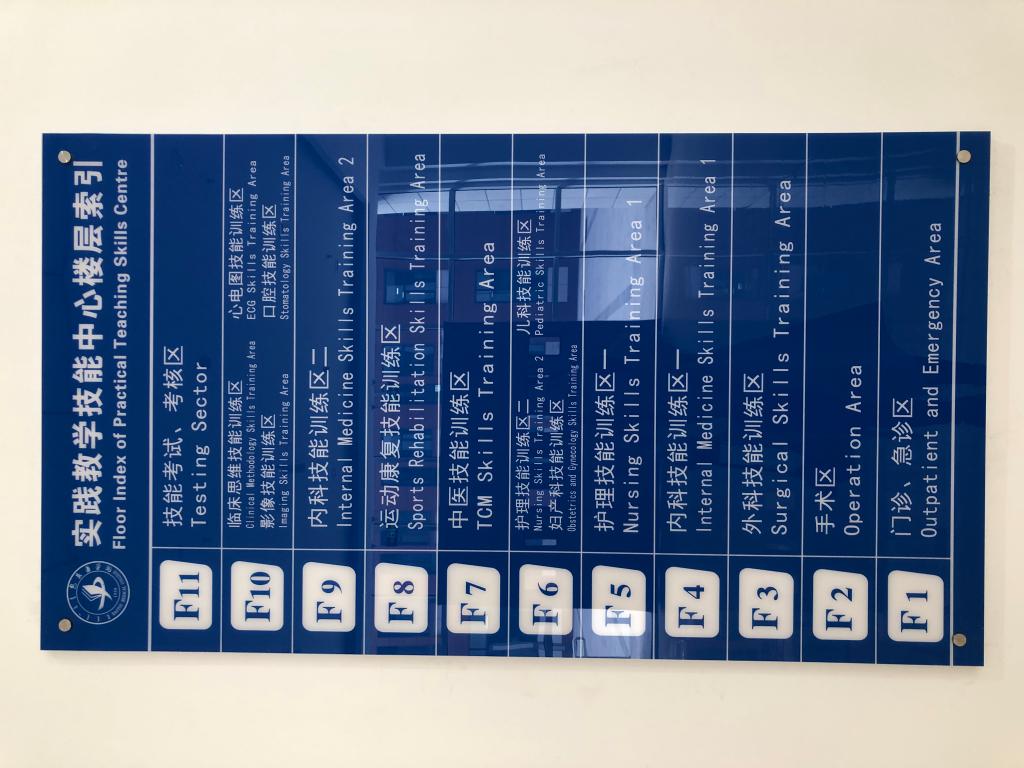 实践教学技能中心楼层索引
Floor Index of Practical Teaching Skills Centre
F11
技能考试、考核区
Testing Sector
F10
临床思维技能训练区
Clinical Methodology Skills Training Area
影像技能训练区
Imaging Skills Training Area
心电图技能训练区
ECG Skills Training Area
口腔技能训练区
Stomatology Skills Training Area
F9
内科技能训练区二
Internal Medicine Skills Training Area 2
F8
运动康复技能训练区
Sports Rehabilitation Skills Training Area
F7
中医技能训练区
TCM Skills Training Area
F6
护理技能训练区二
Nursing Skills Training Area 2
妇产科技能训练区
Obstetrics and Gynecology Skills Training Area
儿科技能训练区
Pediatric Skills Training Area
F5
护理技能训练区一
Nursing Skills Training Area 1
F4
内科技能训练区一
Internal Medicine Skills Training Area 1
F3
外科技能训练区
Surgical Skills Training Area
F2
手术区
Operation Area
F1
门诊、急诊区
Outpatient and Emergency Area